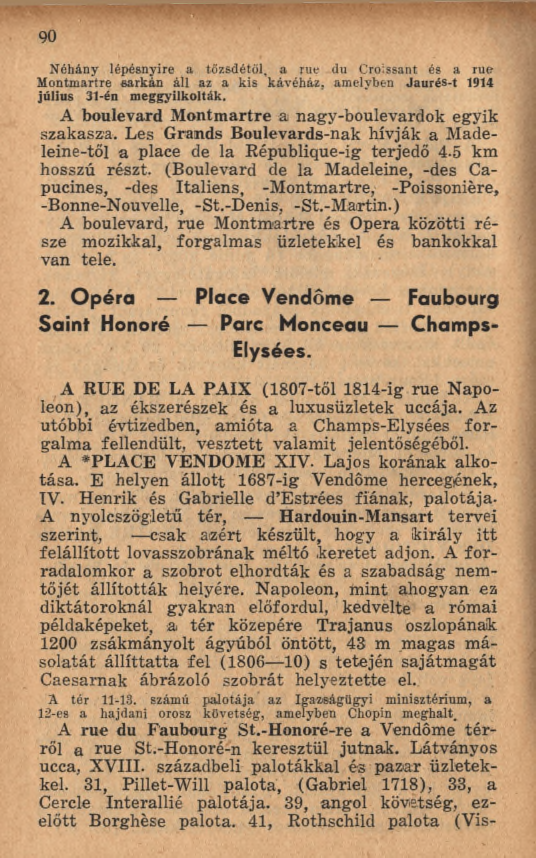 90
Néhány lépésnyire a tőzsdétől, a rue du Croissant és a rue
Montmartre sarkán áll az a kis kávéház, amelyben Jaurés-t 1914
július 31-én meggyilkolták.
A boulevard Montmartre a nagy-boulevardok egyik
szakasza. Les Grands Boulevards-nak hívják a Made-
leine-től a place de la République-ig terjedő 4.5 km
hosszú részt. (Boulevard de la Madeleine, -des Ca-
pucines, -des Italiens, -Montmartre, -Poissonière,
-Bonne-Nouvelle, -St.-Denis, -St.-Martin.)
A boulevard, rue Montmartre és Opera közötti ré-
sze mozikkal, forgalmas üzletekkel és bankokkal
van tele.
2. Opéra — Place Vendôme — Faubourg
Saint Honoré — Parc Monceau — Champs-
Elysées.
A RUE DE LA PAIX (1807-től 1814-ig rue Napo-
leon), az ékszerészek és a luxusüzletek uccája. Az
utóbbi évtizedben, amióta a Champs-Elysées for-
galma fellendült, vesztett valamit jelentőségéből.
A *PLACE VENDOME XIV. Lajos korának alko-
tása. E helyen állott 1687-ig Vendôme hercegének,
IV. Henrik és Gabrielle d'Estrées fiának, palotája.
A nyolcszögletű tér, — Hardouin-Mansart tervei
szerint, —csak azért készült, hogy a király itt
felállított lovasszobrának méltó keretet adjon. A for-
radalomkor a szobrot elhordták és a szabadság nem-
tőjét állították helyére. Napoleon, mint ahogyan ez
diktátoroknál gyakran előfordul, kedvelte a római
példaképeket, a tér közepére Trajanus oszlopának
1200 zsákmányolt ágyúból öntött, 43 m magas má-
solatát állíttatta fel (1806—10) s tetején sajátmagát
Caesarnak ábrázoló szobrát helyeztette el.
A tér 11-13. számú palotája az Igazságügyi minisztérium, a
12-es a hajdani orosz követség, amelyben Chopin meghalt.
A rue du Faubourg St.-Honoré-re a Vendôme tér-
ről a rue St.-Honoré-n keresztül jutnak. Látványos
ucca, XVIII. századbeli palotákkal és pazar üzletek-
kel. 31, Pillet-Will palota, (Gabriel 1718), 33, a
Cercle Interallié palotája. 39, angol követség, ez-
előtt Borghèse palota. 41, Rothschild palota (Vis-